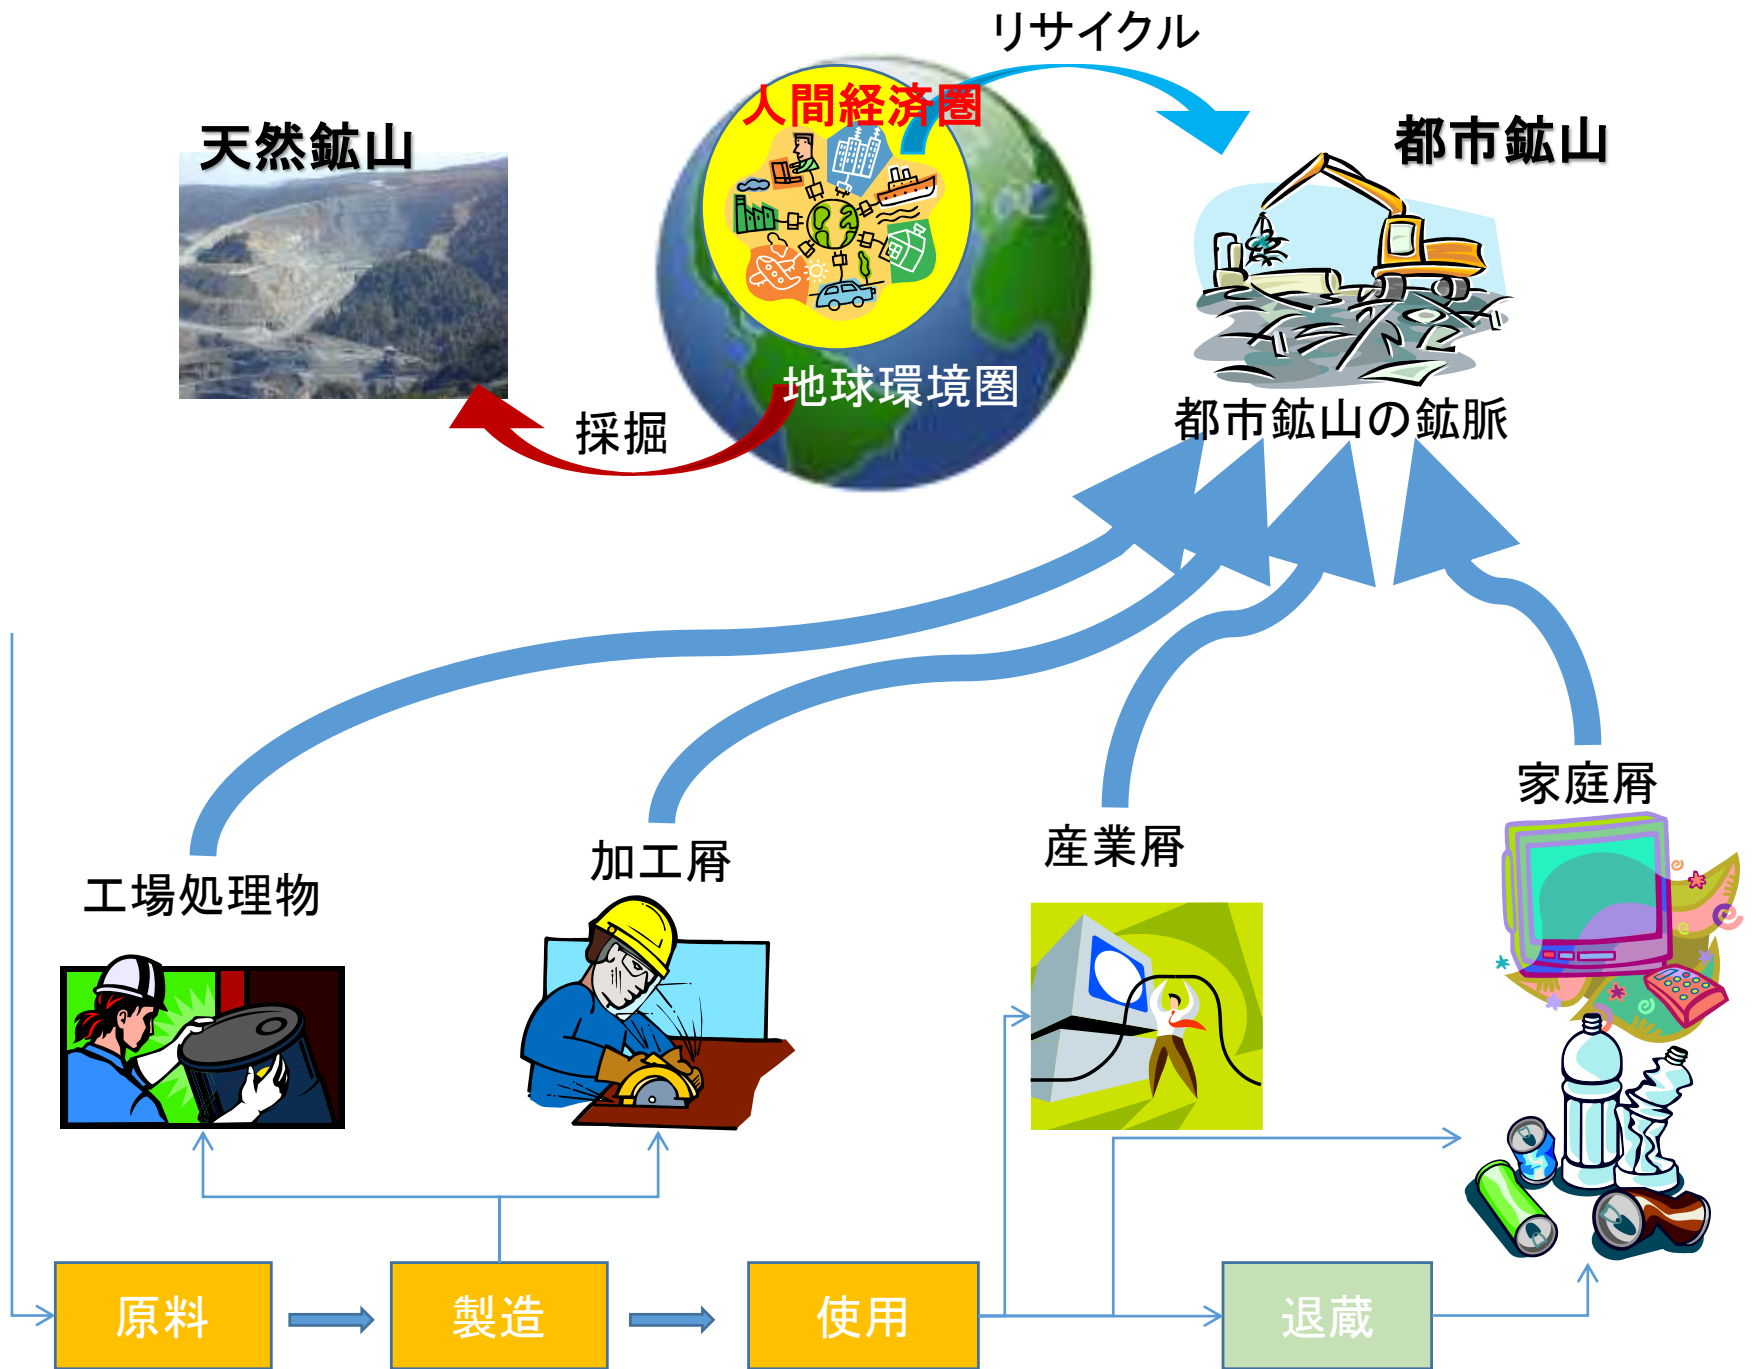 リサイクル
人間経済圏
天然鉱山
都市鉱山
地球環境圏
採掘
都市鉱山の鉱脈
家庭屑
産業屑
加工屑
工場処理物
原料
製造
使用
退蔵